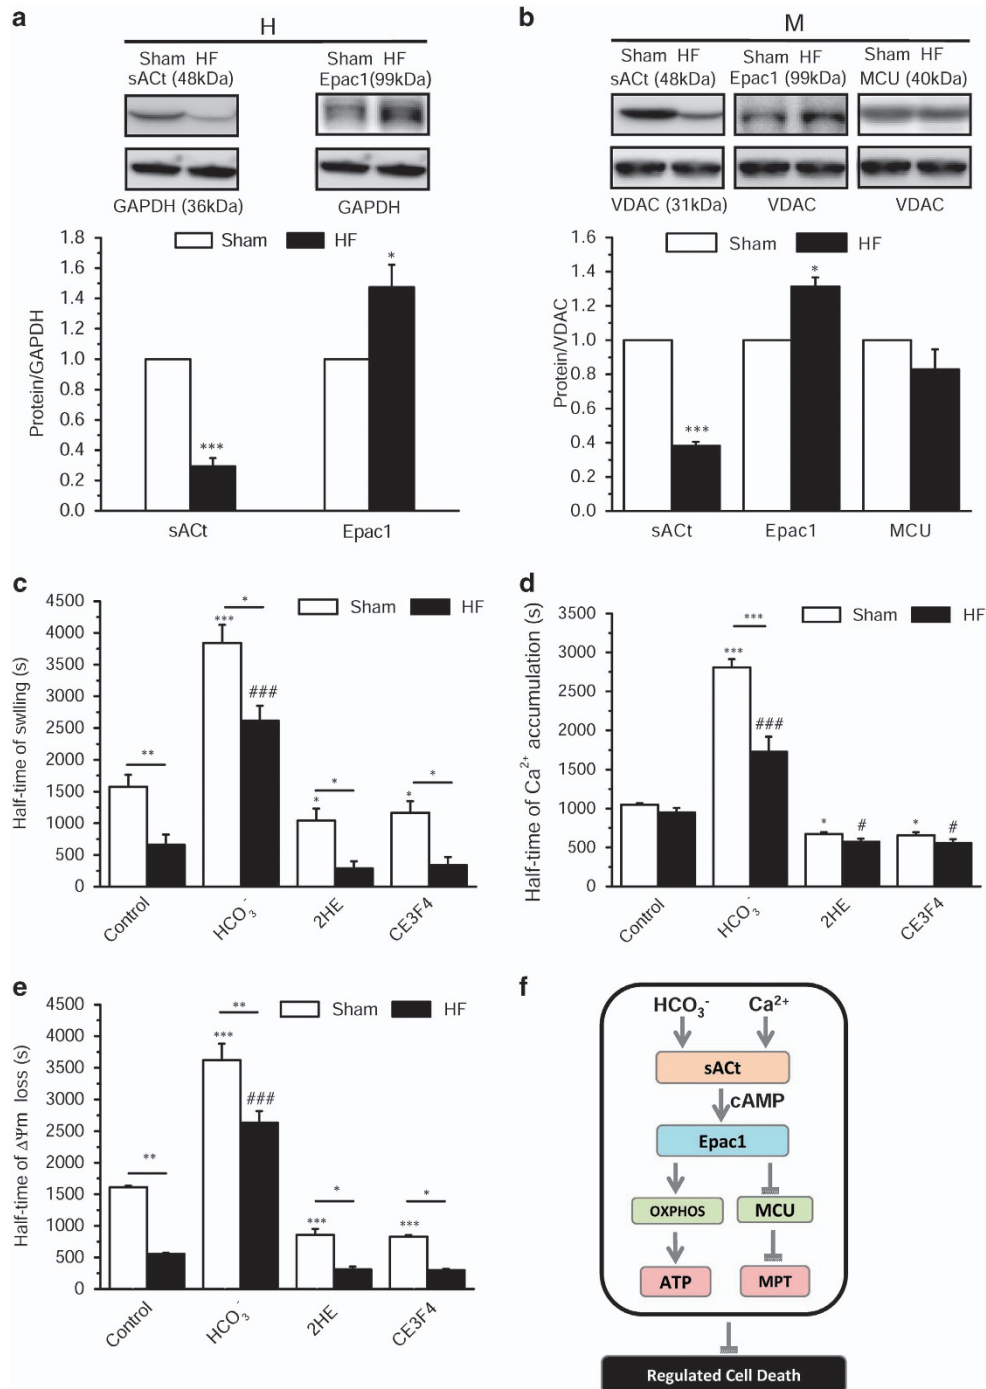 a
H
Sham HF
sACt (48kDa)
Sham HF
Epac1(99kDa)
GAPDH (36kDa)
GAPDH
Sham
HF
Protein/GAPDH
1.8
1.6
1.4
1.2
1.0
0.8
0.6
0.4
0.2
0.0
***
*
sACt
Epac1
b
M
Sham HF
sACt (48kDa)
Sham HF
Epac1 (99kDa)
Sham HF
MCU (40kDa)
VDAC (31kDa)
VDAC
VDAC
Sham
HF
Protein/VDAC
1.4
1.2
1.0
0.8
0.6
0.4
0.2
0.0
***
*
sACt
Epac1
MCU
c
Sham
HF
Half-time of swlling (s)
4500
4000
3500
3000
2500
2000
1500
1000
500
0
**
*
***
###
*
*
*
*
Control
HCO₃⁻
2HE
CE3F4
d
Sham
HF
Half-time of Ca²⁺ accumulation (s)
3500
3000
2500
2000
1500
1000
500
0
***
***
###
*
#
*
#
Control
HCO₃⁻
2HE
CE3F4
e
Sham
HF
Half-time of ΔΨm loss (s)
4500
4000
3500
3000
2500
2000
1500
1000
500
0
**
**
***
###
*
***
*
***
Control
HCO₃⁻
2HE
CE3F4
f
HCO₃⁻ Ca²⁺
sACt
cAMP
Epac1
OXPHOS MCU
ATP MPT
Regulated Cell Death